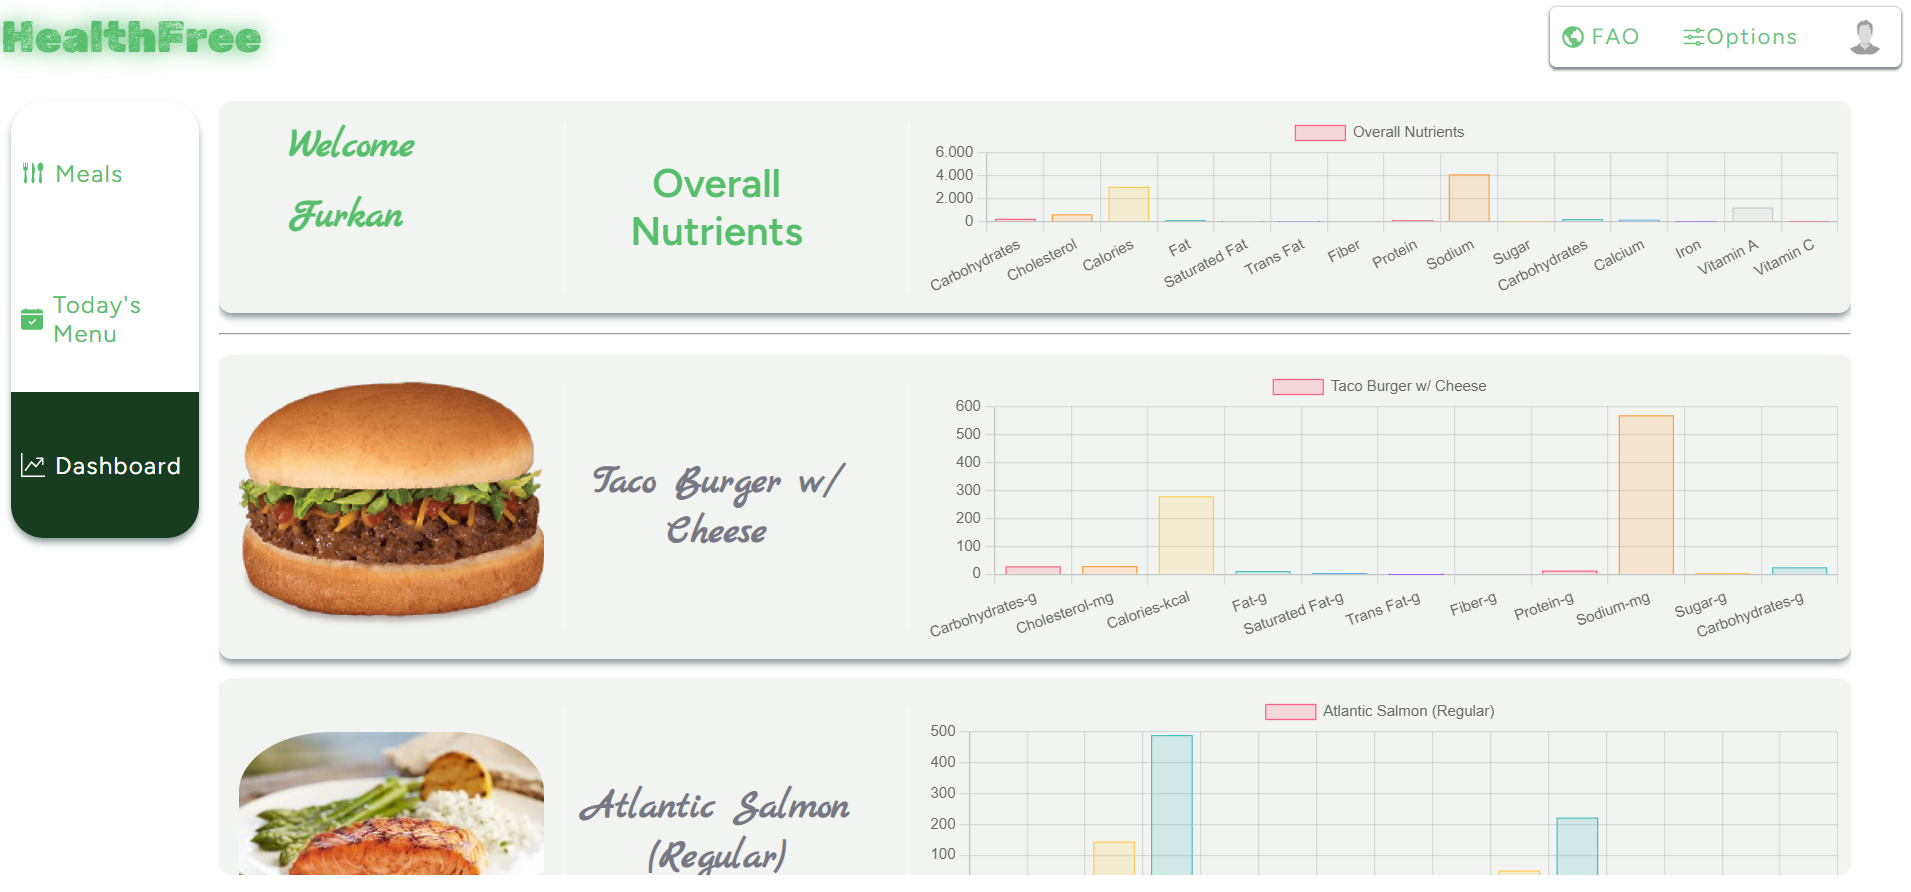 HealthFree
FAO
Options
Meals
Today's
Menu
Dashboard
Welcome
Furkan
Overall
Nutrients
Overall Nutrients
6.000
4.000
2.000
0
Carbohydrates
Cholesterol
Calories
Fat
Saturated Fat
Trans Fat
Fiber
Protein
Sodium
Sugar
Carbohydrates
Calcium
Iron
Vitamin A
Vitamin C
Taco Burger w/
Cheese
Taco Burger w/ Cheese
600
500
400
300
200
100
0
Carbohydrates-g
Cholesterol-mg
Calories-kcal
Fat-g
Saturated Fat-g
Trans Fat-g
Fiber-g
Protein-g
Sodium-mg
Sugar-g
Carbohydrates-g
Atlantic Salmon
(Regular)
Atlantic Salmon (Regular)
500
400
300
200
100